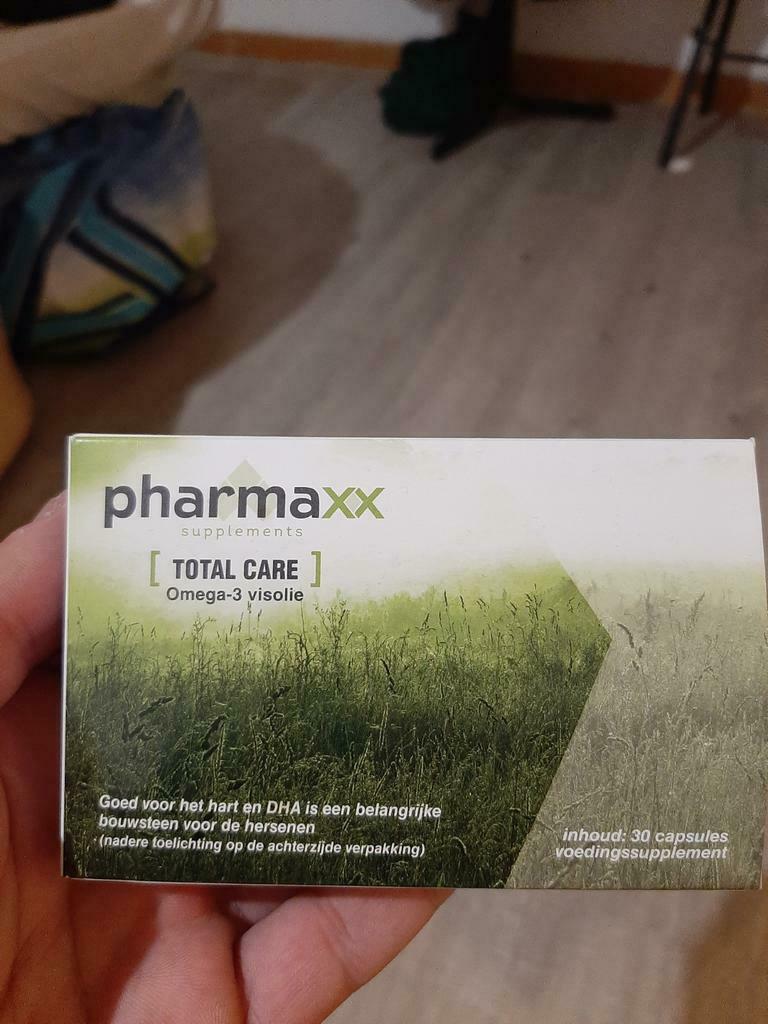 pharmaxx
supplements
[ TOTAL CARE ]
Omega-3 visolie
Goed voor het hart en DHA is een belangrijke
bouwsteen voor de hersenen
(nadere toelichting op de achterzijde verpakking)
inhoud: 30 capsules
voedingssupplement